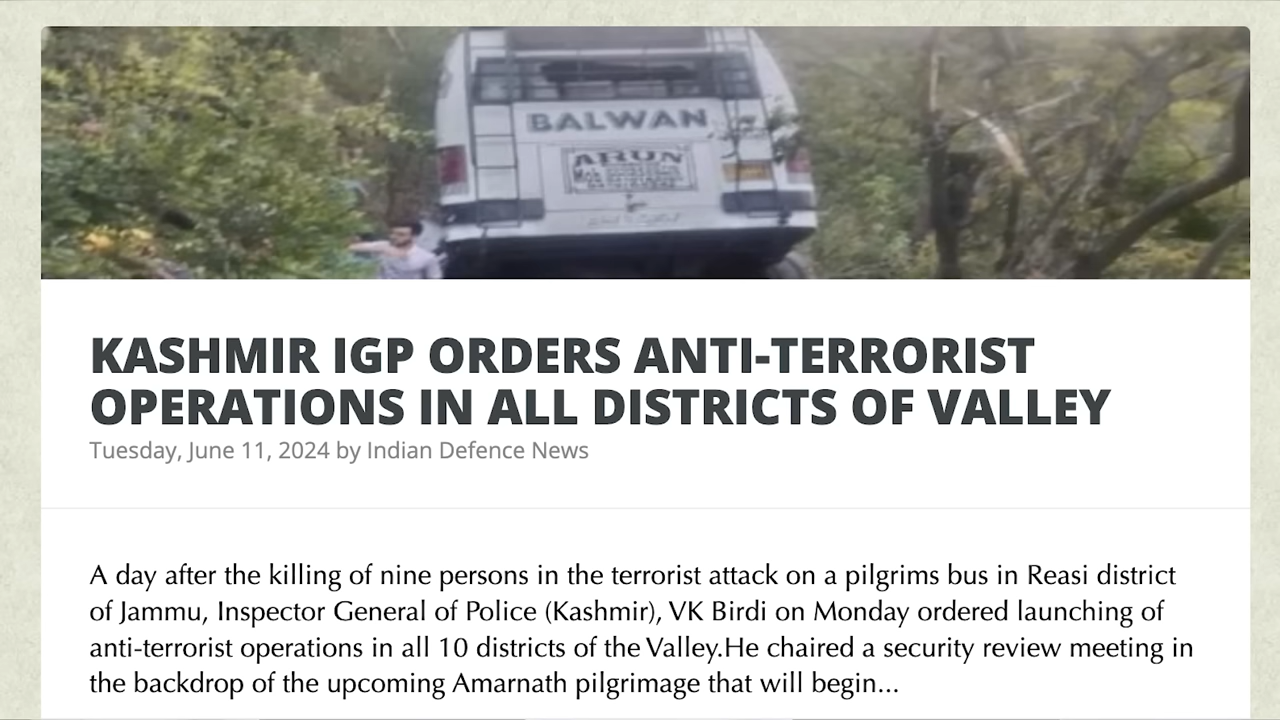 BALWAN
ARUN
KASHMIR IGP ORDERS ANTI-TERRORIST
OPERATIONS IN ALL DISTRICTS OF VALLEY
Tuesday, June 11, 2024 by Indian Defence News
A day after the killing of nine persons in the terrorist attack on a pilgrims bus in Reasi district
of Jammu, Inspector General of Police (Kashmir), VK Birdi on Monday ordered launching of
anti-terrorist operations in all 10 districts of the Valley.He chaired a security review meeting in
the backdrop of the upcoming Amarnath pilgrimage that will begin...